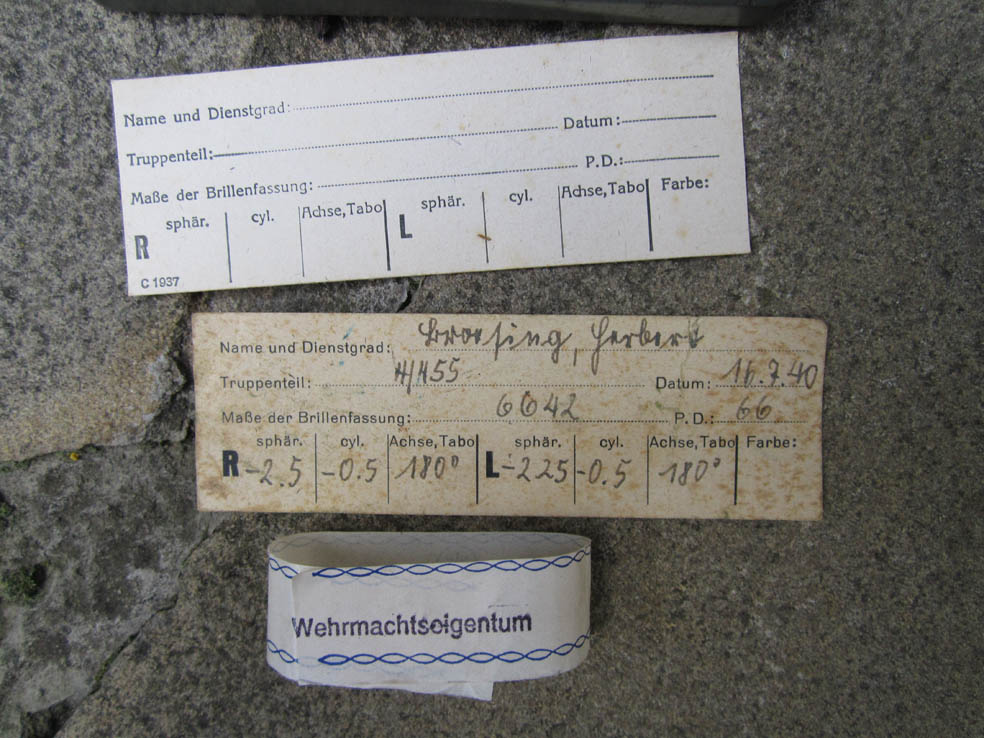 Name und Dienstgrad:
Truppenteil: Datum:
Maße der Brillenfassung: P.D.:
sphär. cyl. Achse,Tabo sphär. cyl. Achse,Tabo Farbe:
R L
C 1937
Name und Dienstgrad: Broesing, Herbert
Truppenteil: Datum: 16.7.40
Maße der Brillenfassung: 6642 P.D.: 66
sphär. cyl. Achse,Tabo sphär. cyl. Achse,Tabo Farbe:
R -2.5 -0.5 180° L -225 -0.5 180°
Wehrmachtseigentum